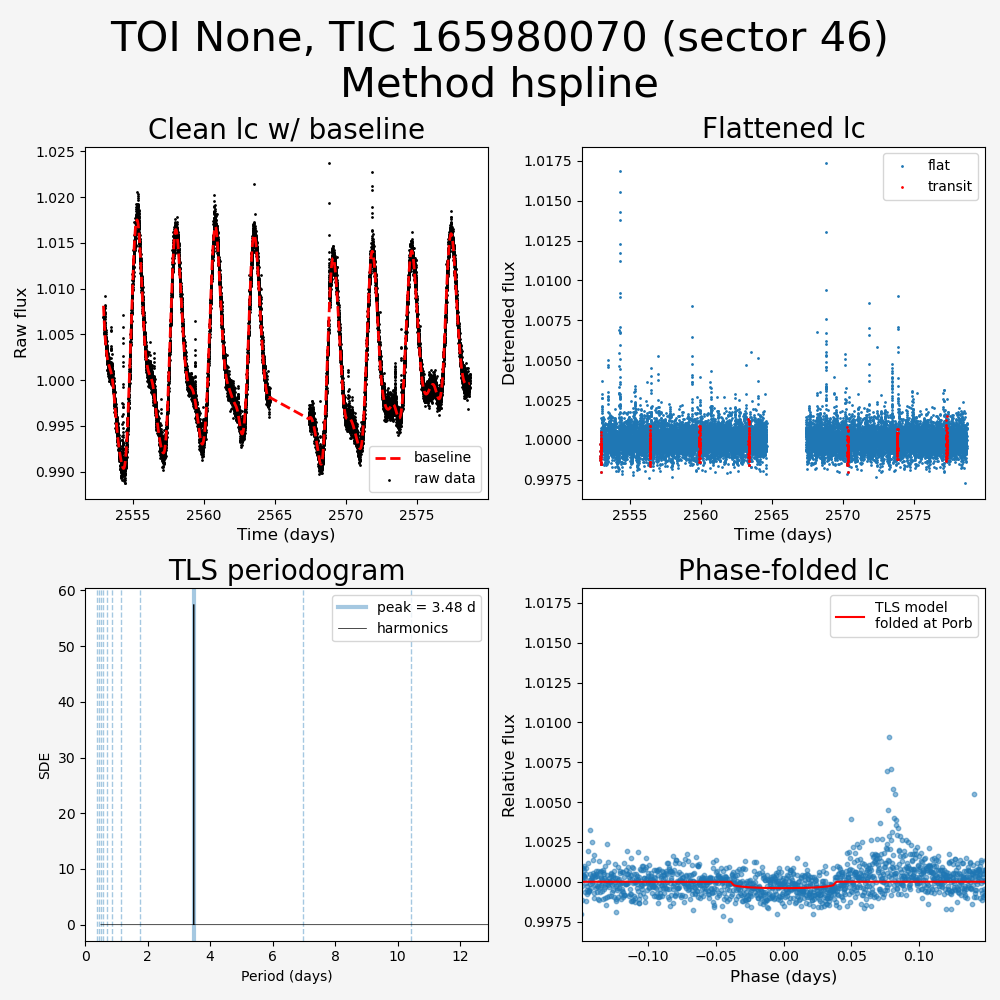 TOI None, TIC 165980070 (sector 46)
Method hspline
Clean lc w/ baseline
1.025
1.020
1.015
1.010
1.005
1.000
0.995
0.990
Raw flux
baseline
raw data
2555
2560
2565
2570
2575
Time (days)
Flattened lc
1.0175
1.0150
1.0125
1.0100
1.0075
1.0050
1.0025
1.0000
0.9975
Detrended flux
flat
transit
2555
2560
2565
2570
2575
Time (days)
TLS periodogram
60
50
40
30
20
10
0
SDE
peak = 3.48 d
harmonics
0
2
4
6
8
10
12
Period (days)
Phase-folded lc
1.0175
1.0150
1.0125
1.0100
1.0075
1.0050
1.0025
1.0000
0.9975
Relative flux
TLS model
folded at Porb
−0.10
−0.05
0.00
0.05
0.10
Phase (days)